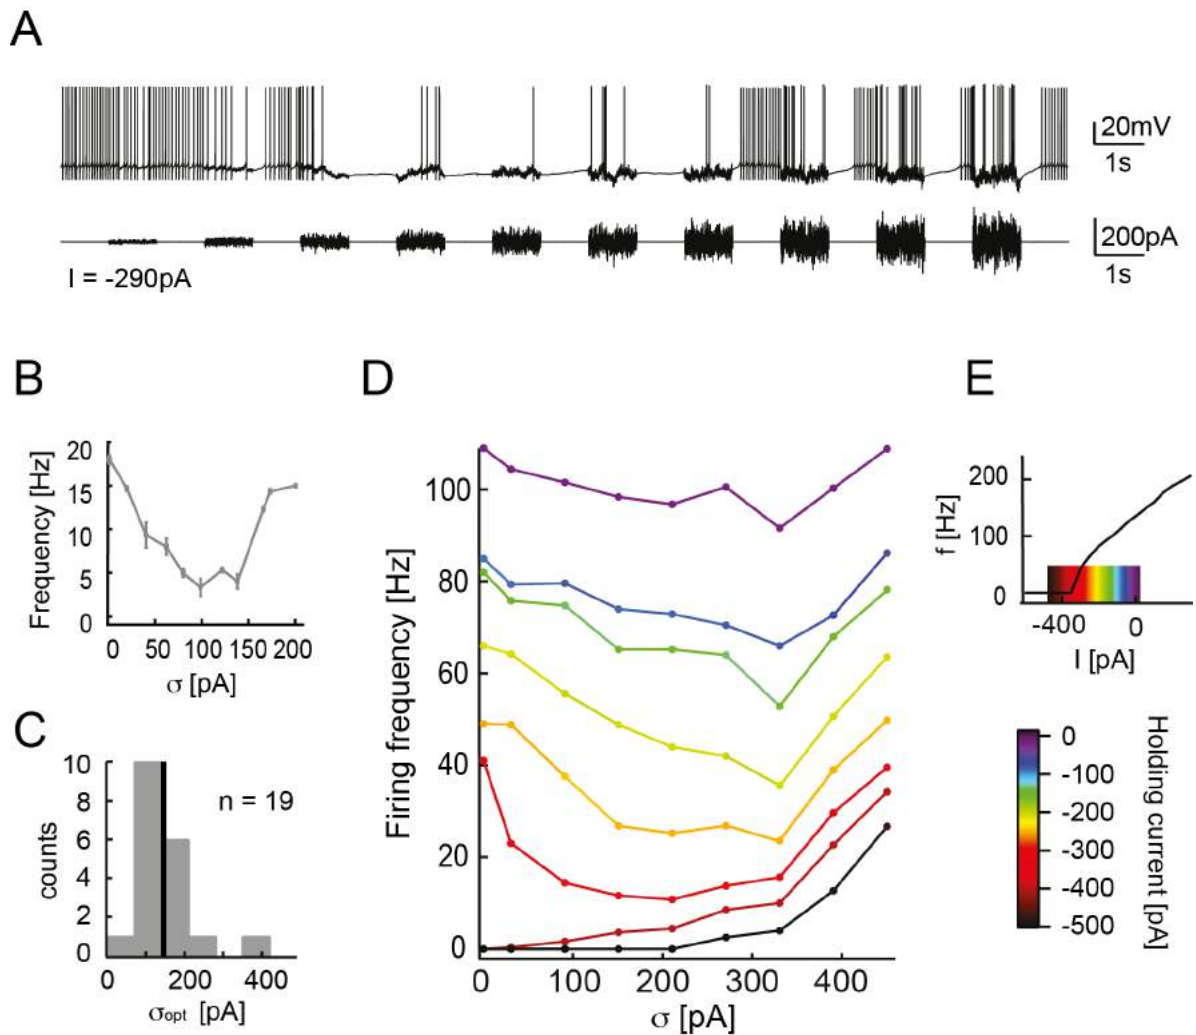 A
20mV
1s
200pA
1s
I = -290pA
B
Frequency [Hz]
20
15
10
5
0
0 50 100 150 200
σ [pA]
C
counts
10
8
6
4
2
0
n = 19
0 200 400
σopt [pA]
D
Firing frequency [Hz]
100
80
60
40
20
0
0 100 200 300 400
σ [pA]
E
f [Hz]
200
100
0
-400 0
I [pA]
0
-100
-200
-300
-400
-500
Holding current [pA]